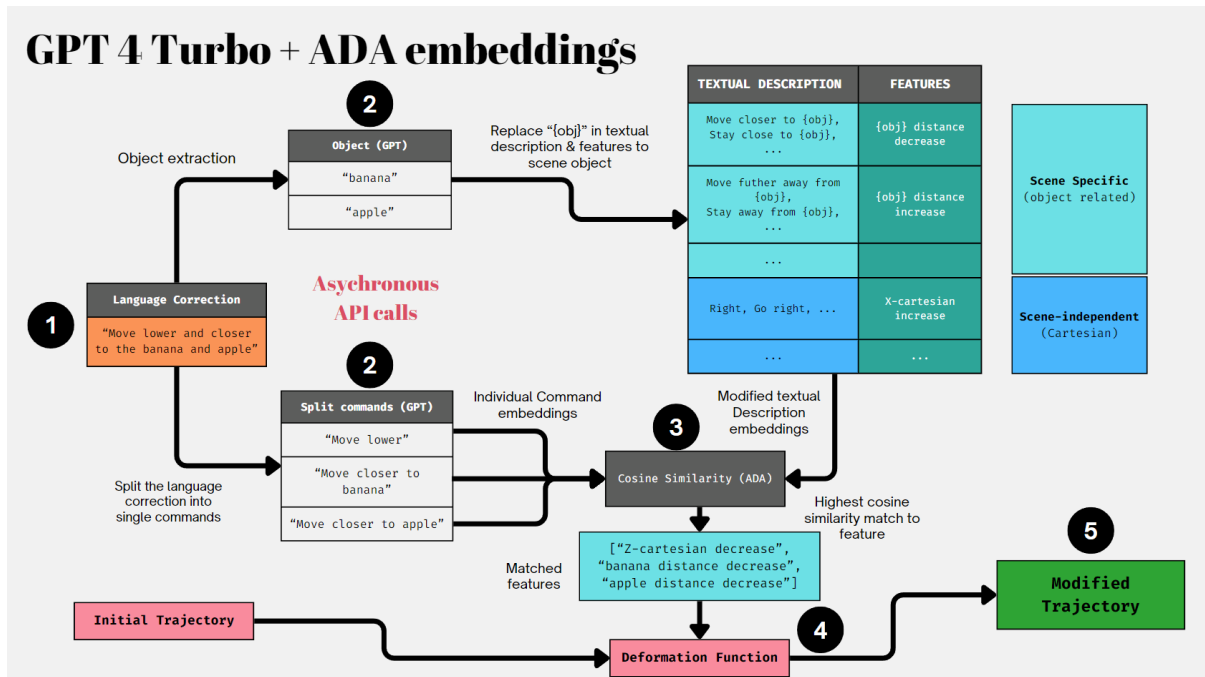 GPT 4 Turbo + ADA embeddings
2
Object extraction
Object (GPT)
“banana”
“apple”
Replace “{obj}” in textual
description & features to
scene object
TEXTUAL DESCRIPTION
FEATURES
Move closer to {obj},
Stay close to {obj},
...
{obj} distance
decrease
Move futher away from
{obj},
Stay away from {obj},
...
{obj} distance
increase
...
Right, Go right, ...
X-cartesian
increase
...
...
Scene Specific
(object related)
Scene-independent
(Cartesian)
1
Language Correction
“Move lower and closer
to the banana and apple”
Asychronous
API calls
2
Split the language
correction into
single commands
Split commands (GPT)
“Move lower”
“Move closer to
banana”
“Move closer to apple”
Individual Command
embeddings
Modified textual
Description
embeddings
3
Cosine Similarity (ADA)
Highest cosine
similarity match to
feature
Matched
features
[“Z-cartesian decrease”,
“banana distance decrease”,
“apple distance decrease”]
Initial Trajectory
4
Deformation Function
5
Modified
Trajectory